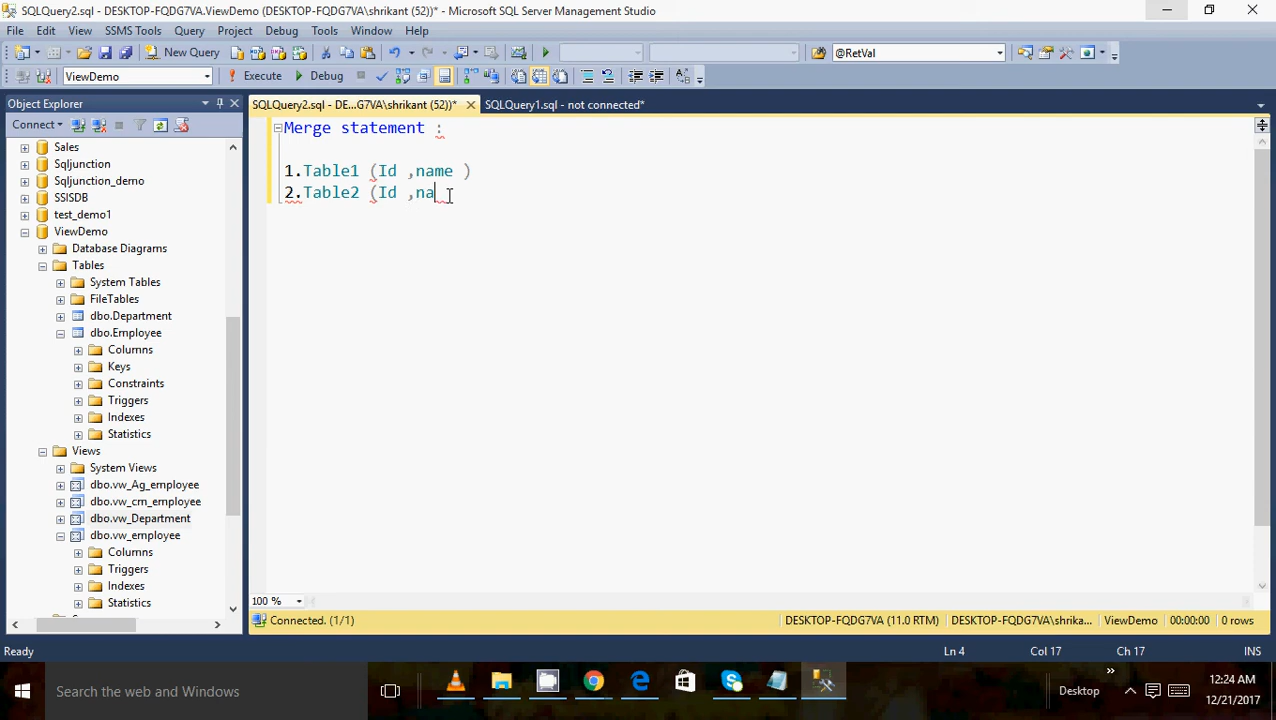 SQLQuery2.sql - DESKTOP-FQDG7VA.ViewDemo (DESKTOP-FQDG7VA\shrikant (52))* - Microsoft SQL Server Management Studio
File Edit View SSMS Tools Query Project Debug Tools Window Help
New Query @RetVal
ViewDemo Execute Debug
Object Explorer
SQLQuery2.sql - DE...G7VA\shrikant (52))* SQLQuery1.sql - not connected*
Connect
Merge statement :
1.Table1 (Id ,name )
2.Table2 (Id ,na
Sales
Sqljunction
Sqljunction_demo
SSISDB
test_demo1
ViewDemo
Database Diagrams
Tables
System Tables
FileTables
dbo.Department
dbo.Employee
Columns
Keys
Constraints
Triggers
Indexes
Statistics
Views
System Views
dbo.vw_Ag_employee
dbo.vw_crn_employee
dbo.vw_Department
dbo.vw_employee
Columns
Triggers
Indexes
Statistics
100 %
Connected. (1/1) DESKTOP-FQDG7VA (11.0 RTM) DESKTOP-FQDG7VA\shrika... ViewDemo 00:00:00 0 rows
Ready Ln 4 Col 17 Ch 17 INS
Search the web and Windows
Desktop
12:24 AM
12/21/2017